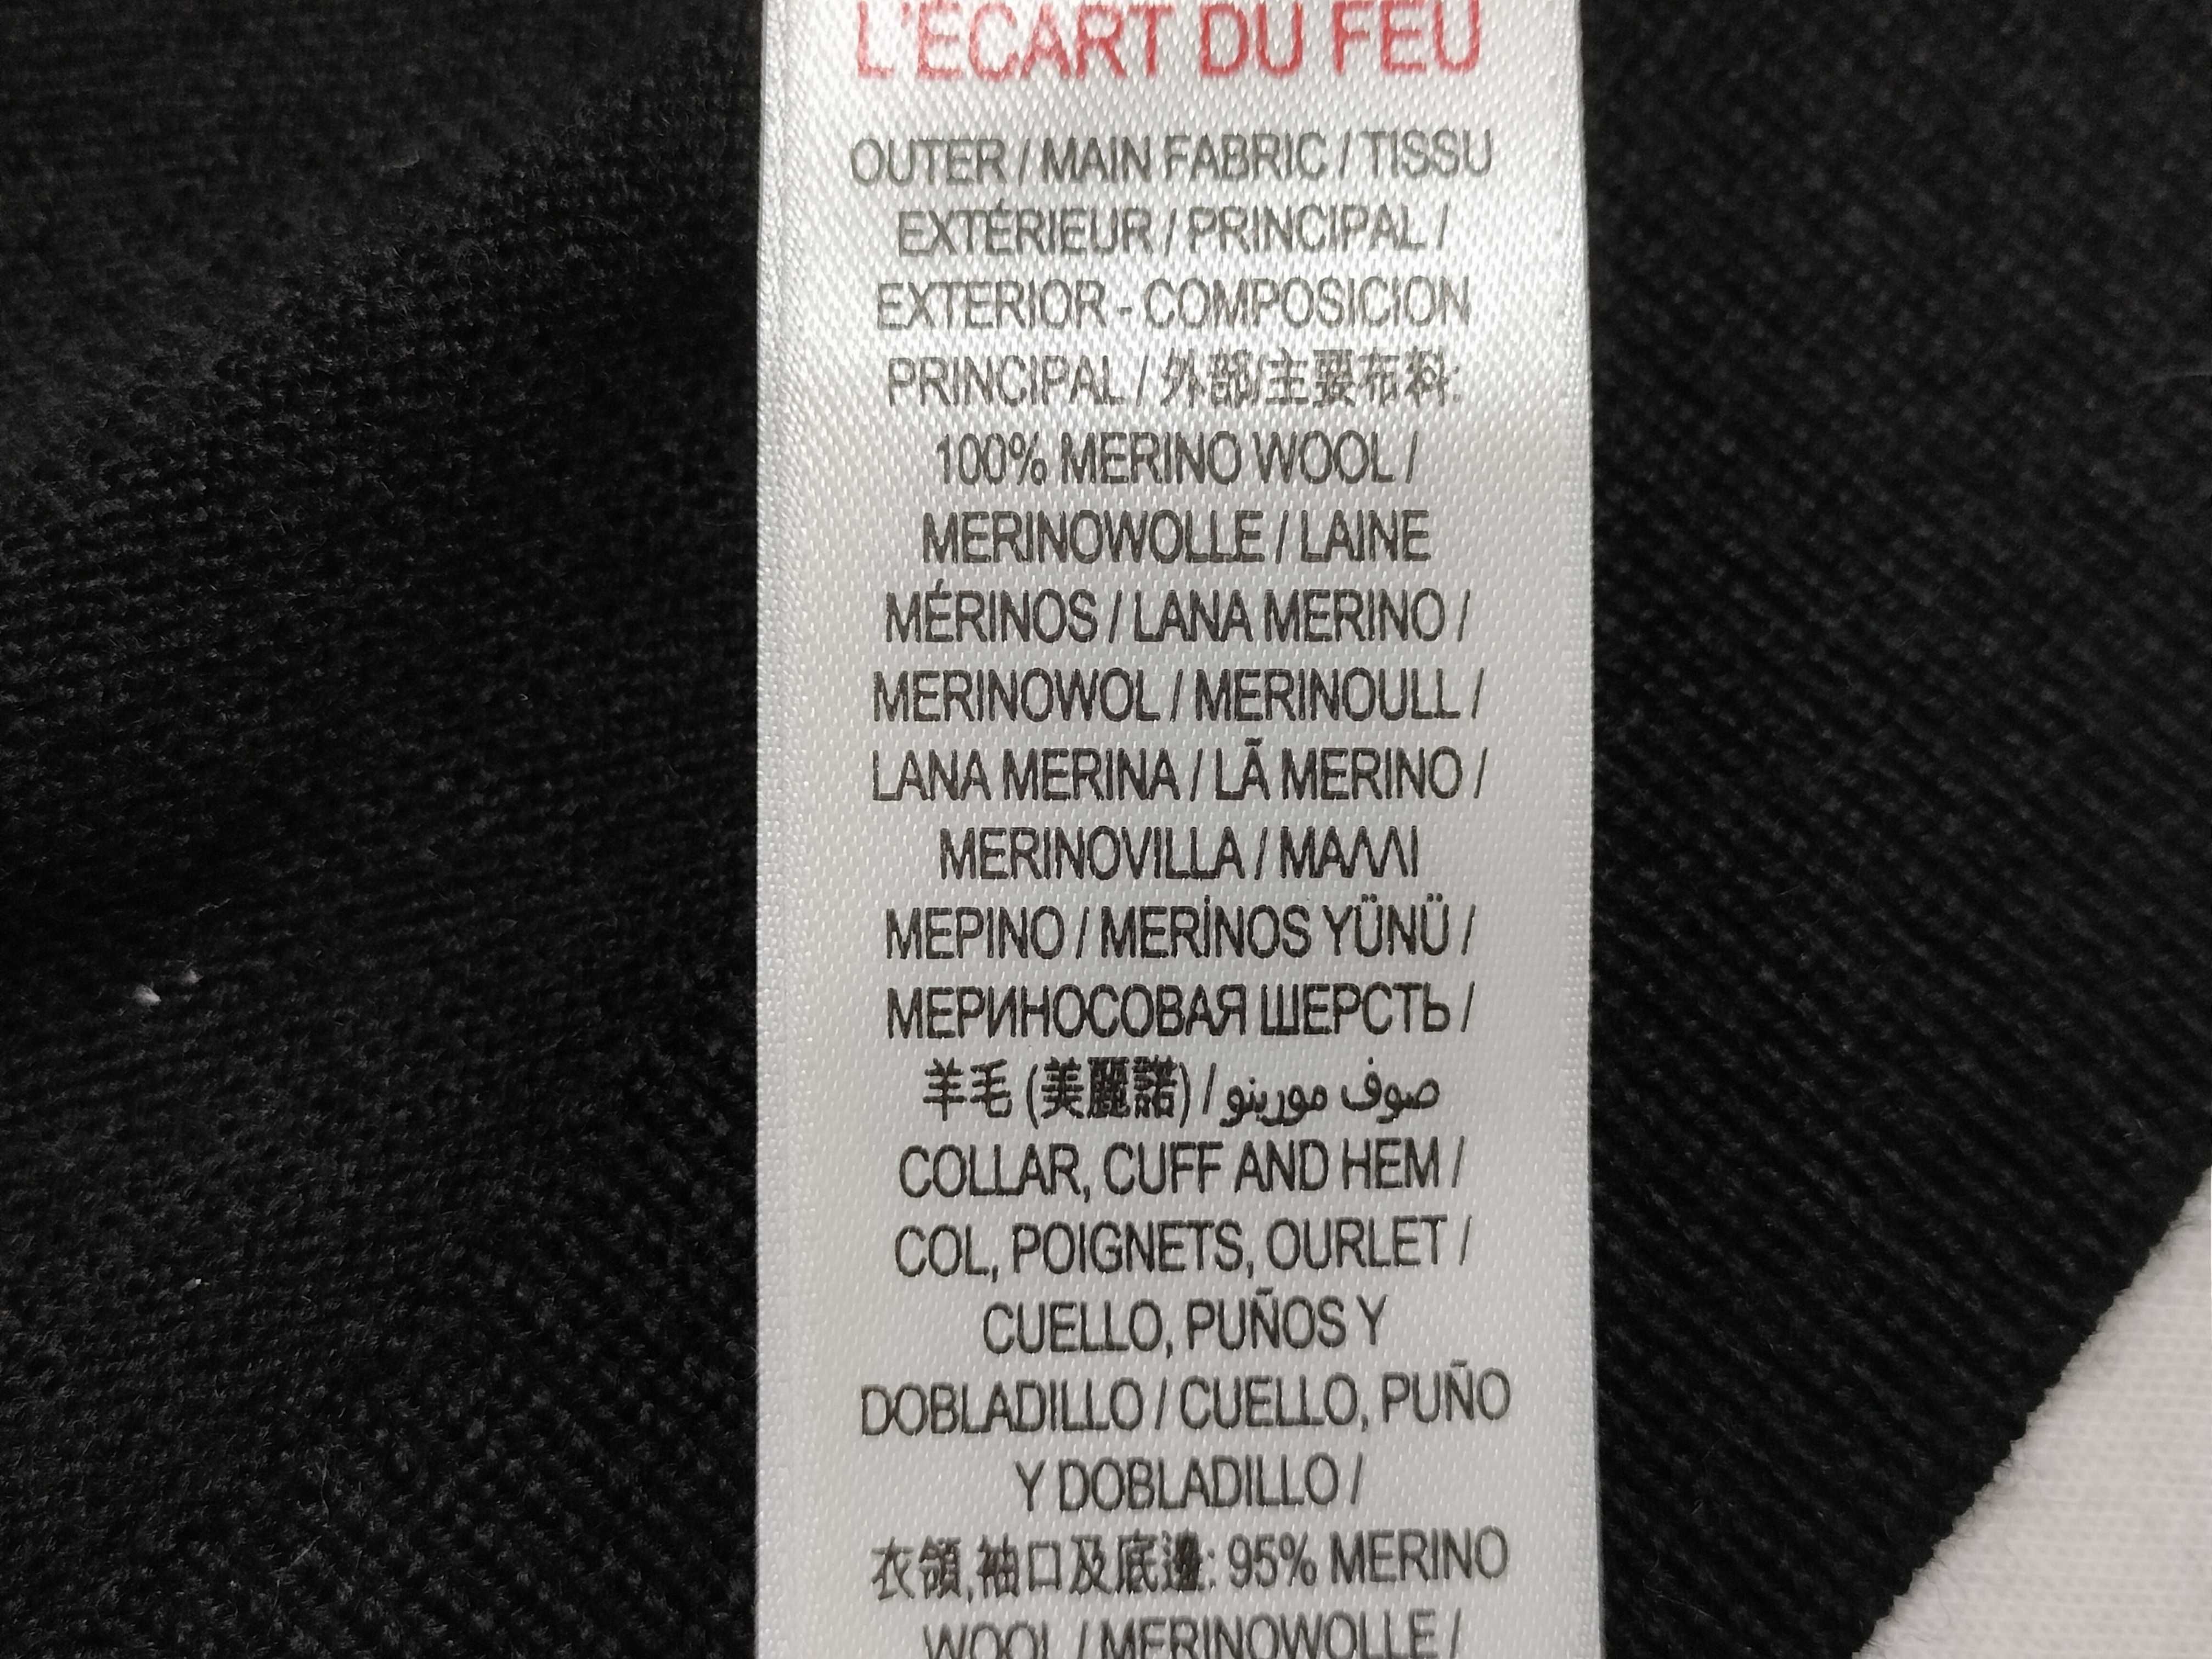 L'ÉCART DU FEU
OUTER / MAIN FABRIC / TISSU
EXTÉRIEUR / PRINCIPAL /
EXTERIOR - COMPOSICION
PRINCIPAL / 外部/主要布料:
100% MERINO WOOL /
MERINOWOLLE / LAINE
MÉRINOS / LANA MERINO /
MERINOWOL / MERINOULL /
LANA MERINA / LÃ MERINO /
MERINOVILLA / ΜΑΛΛΙ
ΜΕΡΙΝΟ / MERİNOS YÜNÜ /
МЕРИНОСОВАЯ ШЕРСТЬ /
羊毛 (美麗諾) / صوف مورينو
COLLAR, CUFF AND HEM /
COL, POIGNETS, OURLET /
CUELLO, PUÑOS Y
DOBLADILLO / CUELLO, PUÑO
Y DOBLADILLO /
衣領,袖口及底邊: 95% MERINO
WOOL / MERINOWOLLE /